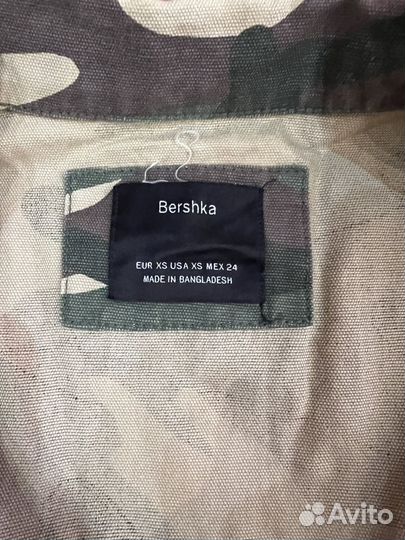 Bershka
EUR XS USA XS MEX 24
MADE IN BANGLADESH
Avito